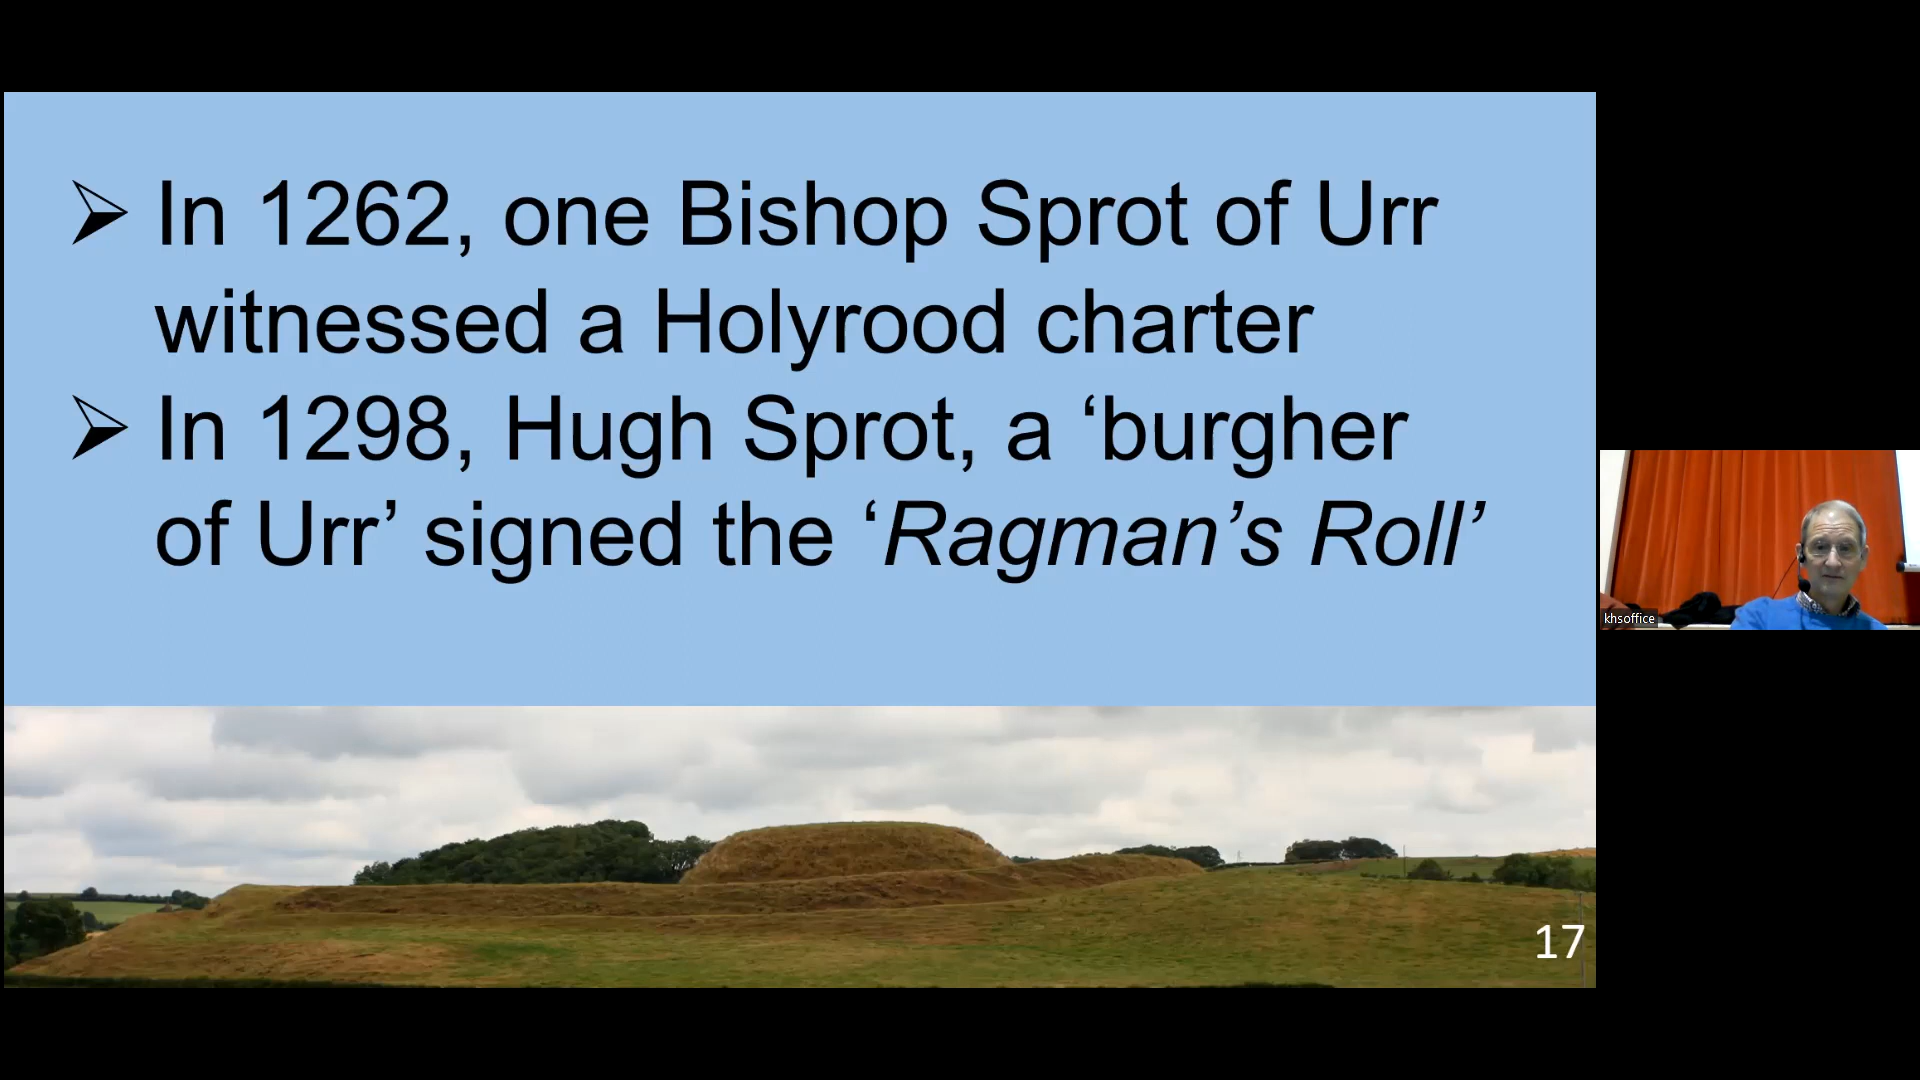 ➢ In 1262, one Bishop Sprot of Urr
witnessed a Holyrood charter
➢ In 1298, Hugh Sprot, a ‘burgher
of Urr’ signed the ‘Ragman’s Roll’
khsoffice
17